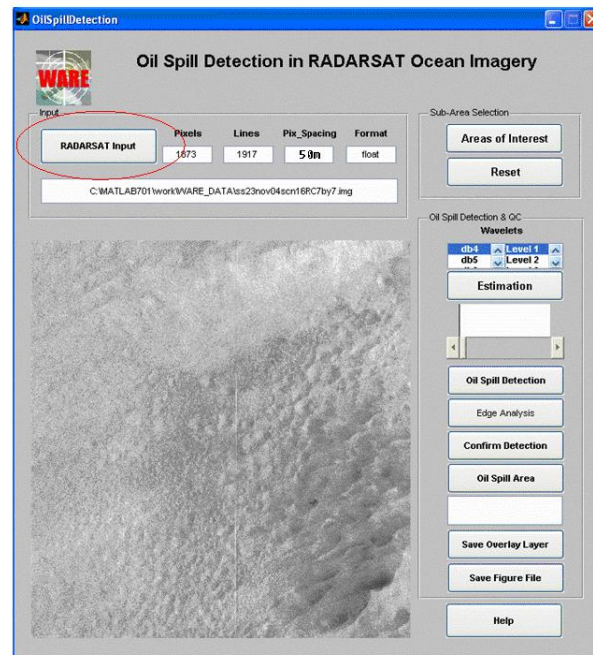 OilSpillDetection
WARE
Oil Spill Detection in RADARSAT Ocean Imagery
Input
RADARSAT Input
Pixels Lines Pix_Spacing Format
1873 1917 50m float
C:\MATLAB701\work\WARE_DATA\ss23nov04scn16RC7by7.img
Sub-Area Selection
Areas of Interest
Reset
Oil Spill Detection & QC
Wavelets
db4 Level 1
db5 Level 2
Estimation
Oil Spill Detection
Edge Analysis
Confirm Detection
Oil Spill Area
Save Overlay Layer
Save Figure File
Help